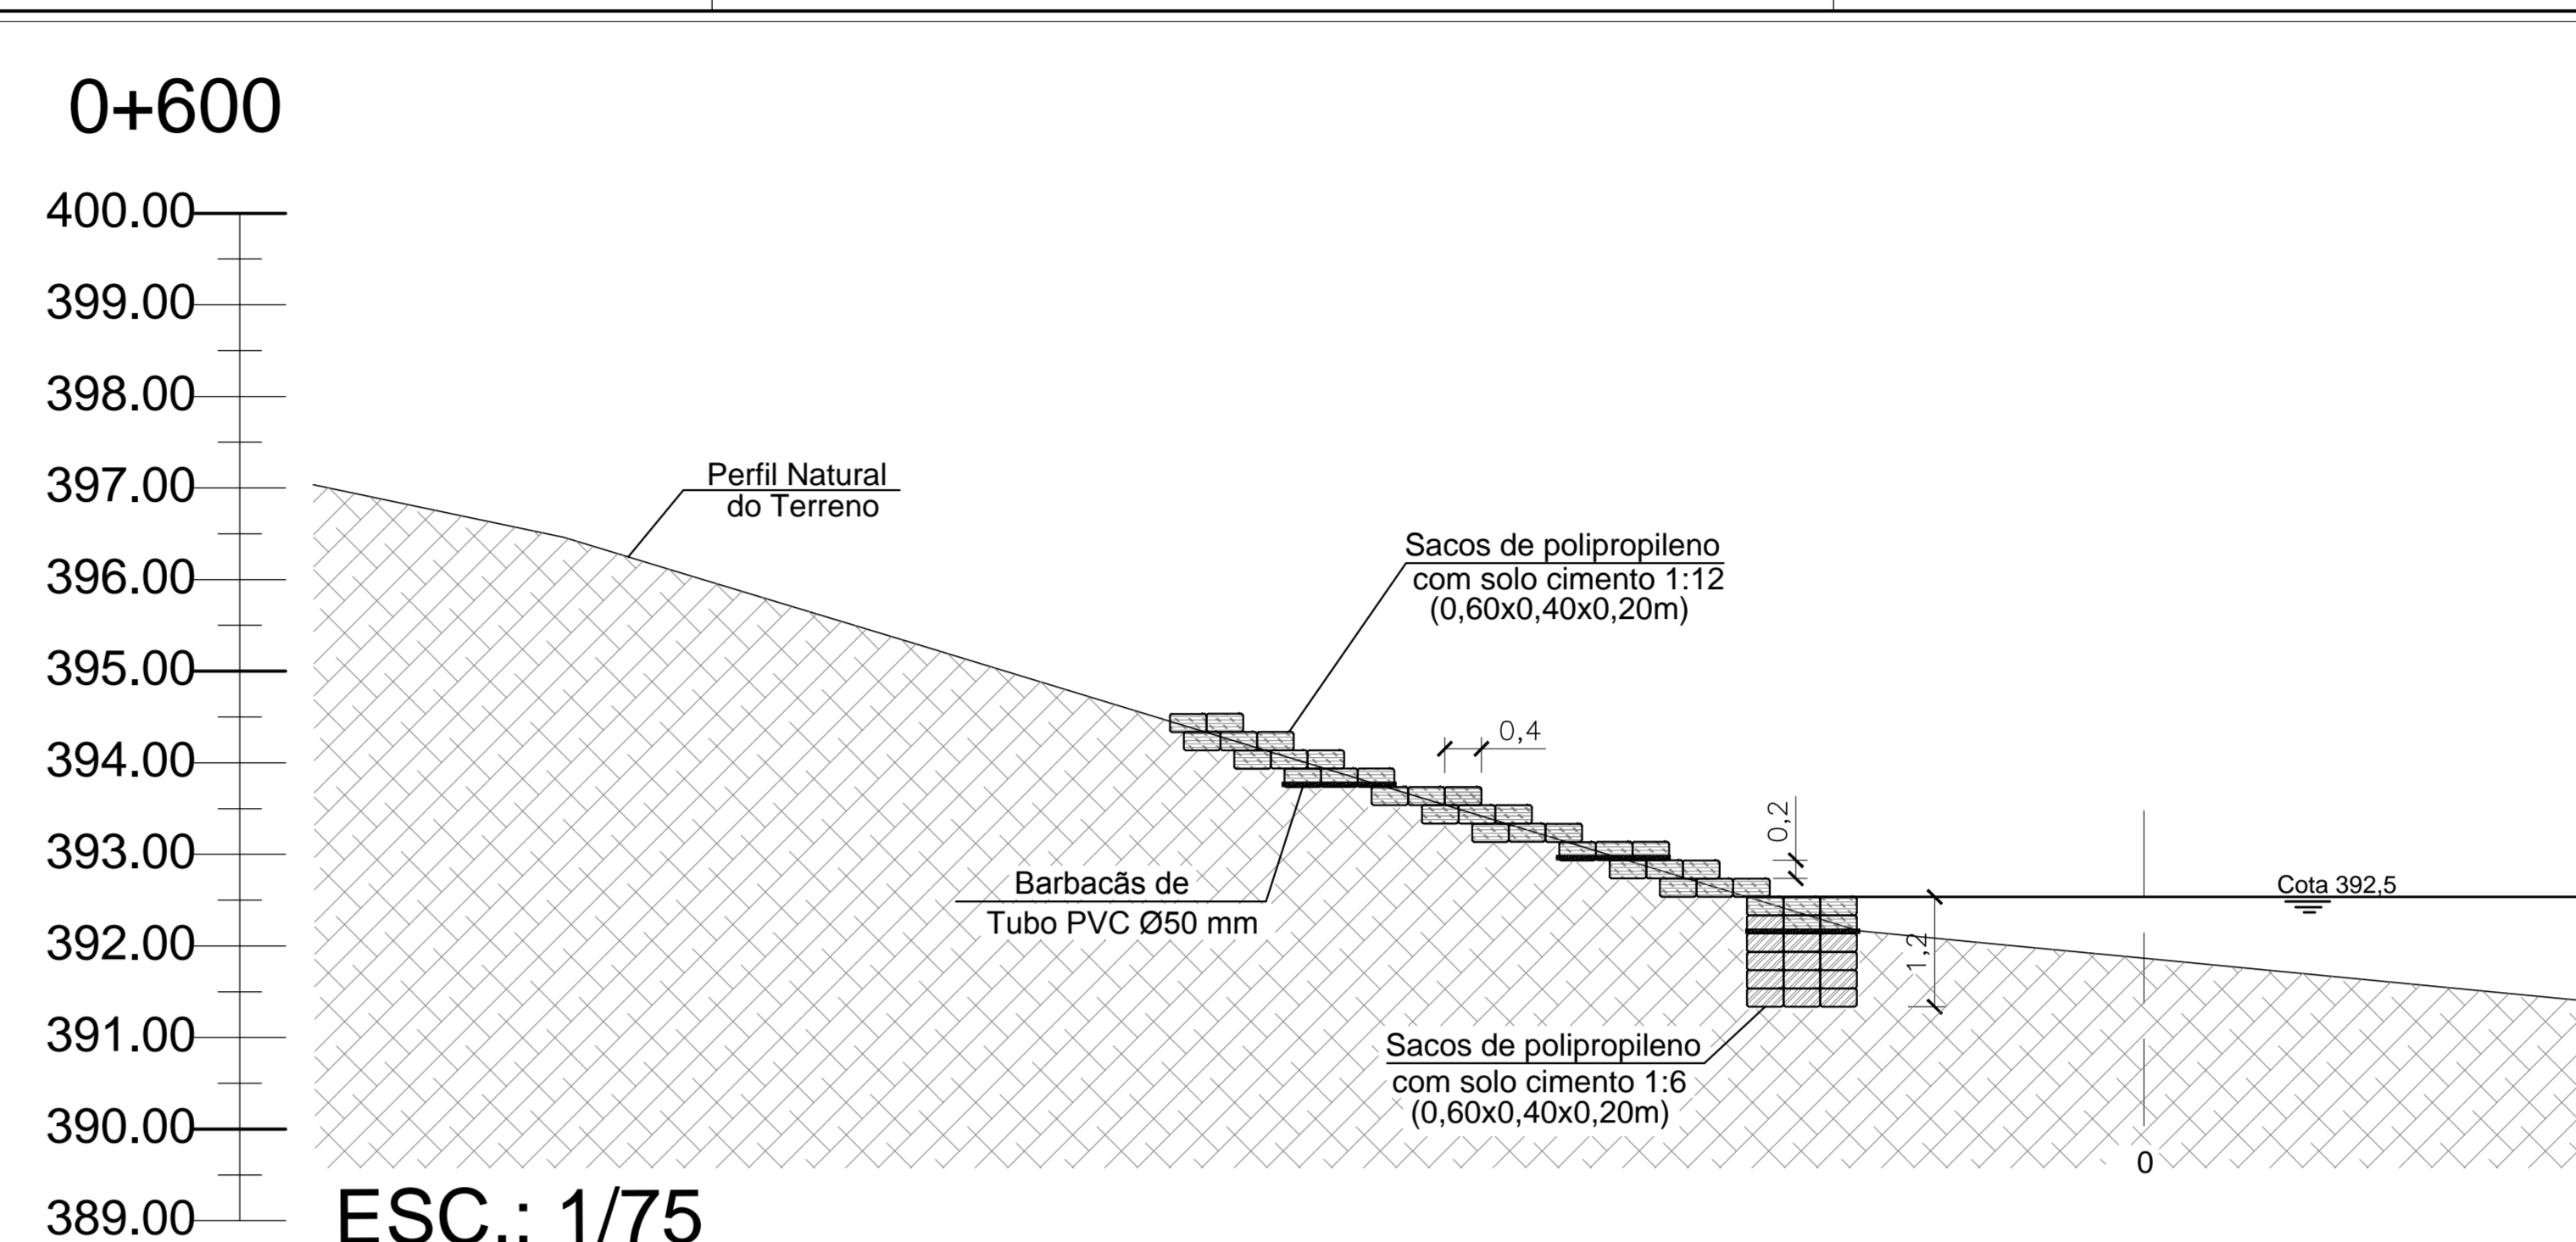 0+600
400.00
399.00
398.00
397.00
396.00
395.00
394.00
393.00
392.00
391.00
390.00
389.00
Perfil Natural
do Terreno
Sacos de polipropileno
com solo cimento 1:12
(0,60x0,40x0,20m)
0,4
0,2
Barbacãs de
Tubo PVC Ø50 mm
Cota 392,5
1,2
Sacos de polipropileno
com solo cimento 1:6
(0,60x0,40x0,20m)
0
ESC.: 1/75